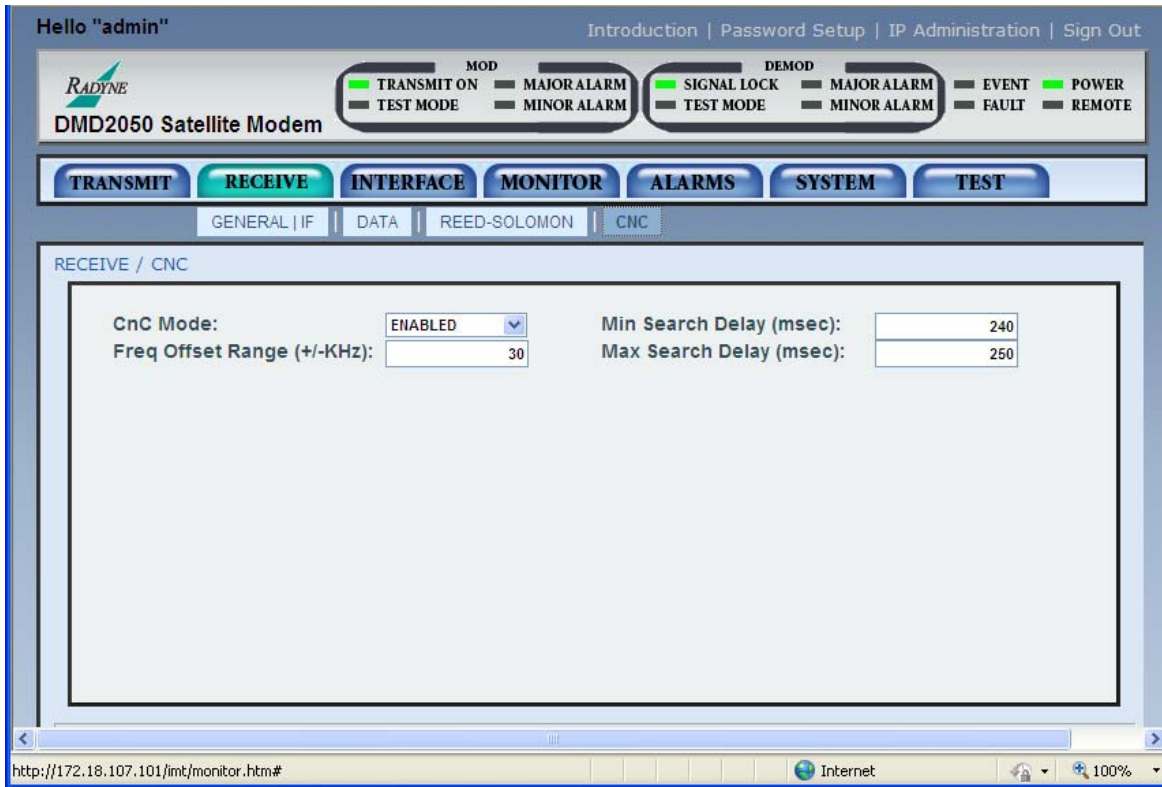 Hello "admin"
Introduction | Password Setup | IP Administration | Sign Out
RADYNE
DMD2050 Satellite Modem
MOD
TRANSMIT ON MAJOR ALARM
TEST MODE MINOR ALARM
DEMOD
SIGNAL LOCK MAJOR ALARM
TEST MODE MINOR ALARM
EVENT POWER
FAULT REMOTE
TRANSMIT RECEIVE INTERFACE MONITOR ALARMS SYSTEM TEST
GENERAL | IF DATA REED-SOLOMON CNC
RECEIVE / CNC
CnC Mode: ENABLED Min Search Delay (msec): 240
Freq Offset Range (+/-KHz): 30 Max Search Delay (msec): 250
http://172.18.107.101/imt/monitor.htm# Internet 100%